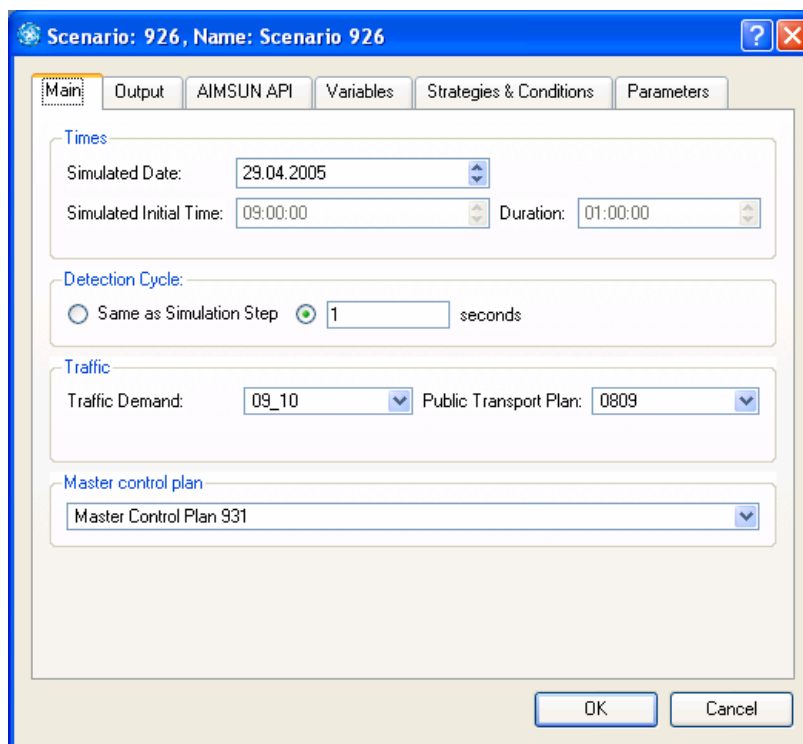 Scenario: 926, Name: Scenario 926
Main Output AIMSUN API Variables Strategies & Conditions Parameters
Times
Simulated Date: 29.04.2005
Simulated Initial Time: 09:00:00 Duration: 01:00:00
Detection Cycle:
Same as Simulation Step 1 seconds
Traffic
Traffic Demand: 09_10 Public Transport Plan: 0809
Master control plan
Master Control Plan 931
OK Cancel